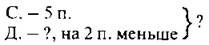 С. – 5 п.
Д. – ?, на 2 п. меньше } ?